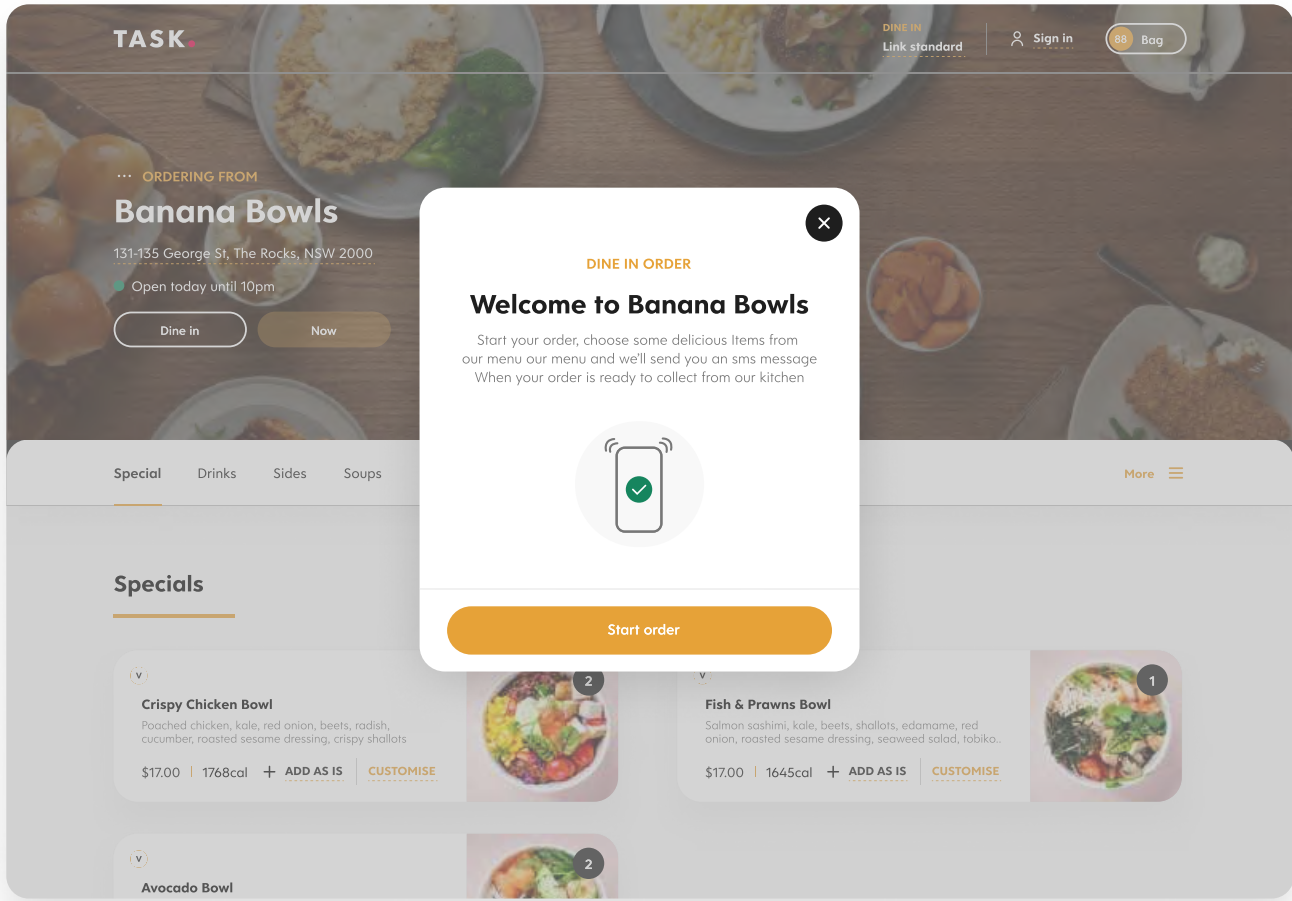 TASK.
DINE IN
Link standard
Sign in
88
Bag
... ORDERING FROM
Banana Bowls
131-135 George St, The Rocks, NSW 2000
Open today until 10pm
Dine in
Now
DINE IN ORDER
Welcome to Banana Bowls
Start your order, choose some delicious Items from
our menu our menu and we'll send you an sms message
When your order is ready to collect from our kitchen
Start order
Special
Drinks
Sides
Soups
More
Specials
V
2
Crispy Chicken Bowl
Poached chicken, kale, red onion, beets, radish,
cucumber, roasted sesame dressing, crispy shallots
$17.00
1768cal
+ ADD AS IS
CUSTOMISE
V
1
Fish & Prawns Bowl
Salmon sashimi, kale, beets, shallots, edamame, red
onion, roasted sesame dressing, seaweed salad, tobiko..
$17.00
1645cal
+ ADD AS IS
CUSTOMISE
V
2
Avocado Bowl